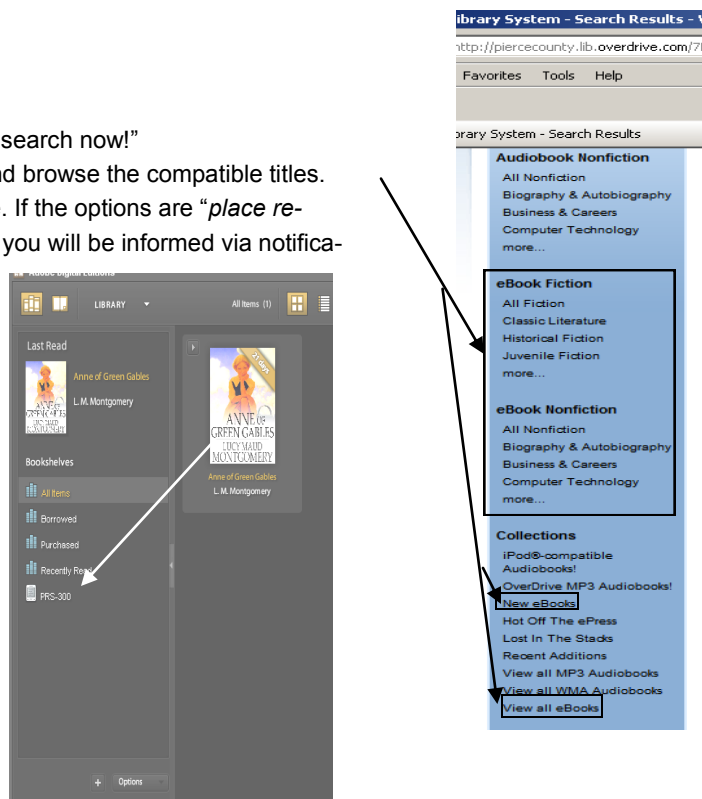 search now!”
nd browse the compatible titles.
. If the options are “place re-
you will be informed via notifica-
Adobe Digital Editions
LIBRARY
All Items (1)
Last Read
Anne of Green Gables
L. M. Montgomery
Bookshelves
All Items
Borrowed
Purchased
Recently Read
PRS-300
21 days
ANNE OF
GREEN GABLES
LUCY MAUD
MONTGOMERY
Anne of Green Gables
L. M. Montgomery
+ Options
ibrary System - Search Results -
http://piercecounty.lib.overdrive.com/7
Favorites Tools Help
brary System - Search Results
Audiobook Nonfiction
All Nonfiction
Biography & Autobiography
Business & Careers
Computer Technology
more...
eBook Fiction
All Fiction
Classic Literature
Historical Fiction
Juvenile Fiction
more...
eBook Nonfiction
All Nonfiction
Biography & Autobiography
Business & Careers
Computer Technology
more...
Collections
iPod®-compatible
Audiobooks!
OverDrive MP3 Audiobooks!
New eBooks
Hot Off The ePress
Lost In The Stacks
Recent Additions
View all MP3 Audiobooks
View all WMA Audiobooks
View all eBooks